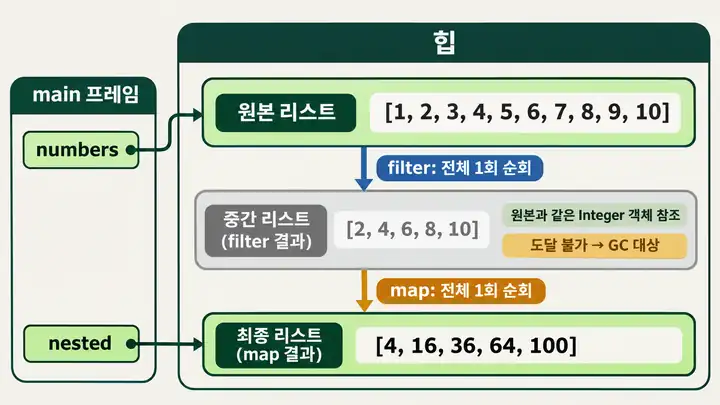 힙
main 프레임
numbers
원본 리스트
[1, 2, 3, 4, 5, 6, 7, 8, 9, 10]
filter: 전체 1회 순회
중간 리스트
(filter 결과)
[2, 4, 6, 8, 10]
원본과 같은 Integer 객체 참조
도달 불가 → GC 대상
map: 전체 1회 순회
nested
최종 리스트
(map 결과)
[4, 16, 36, 64, 100]